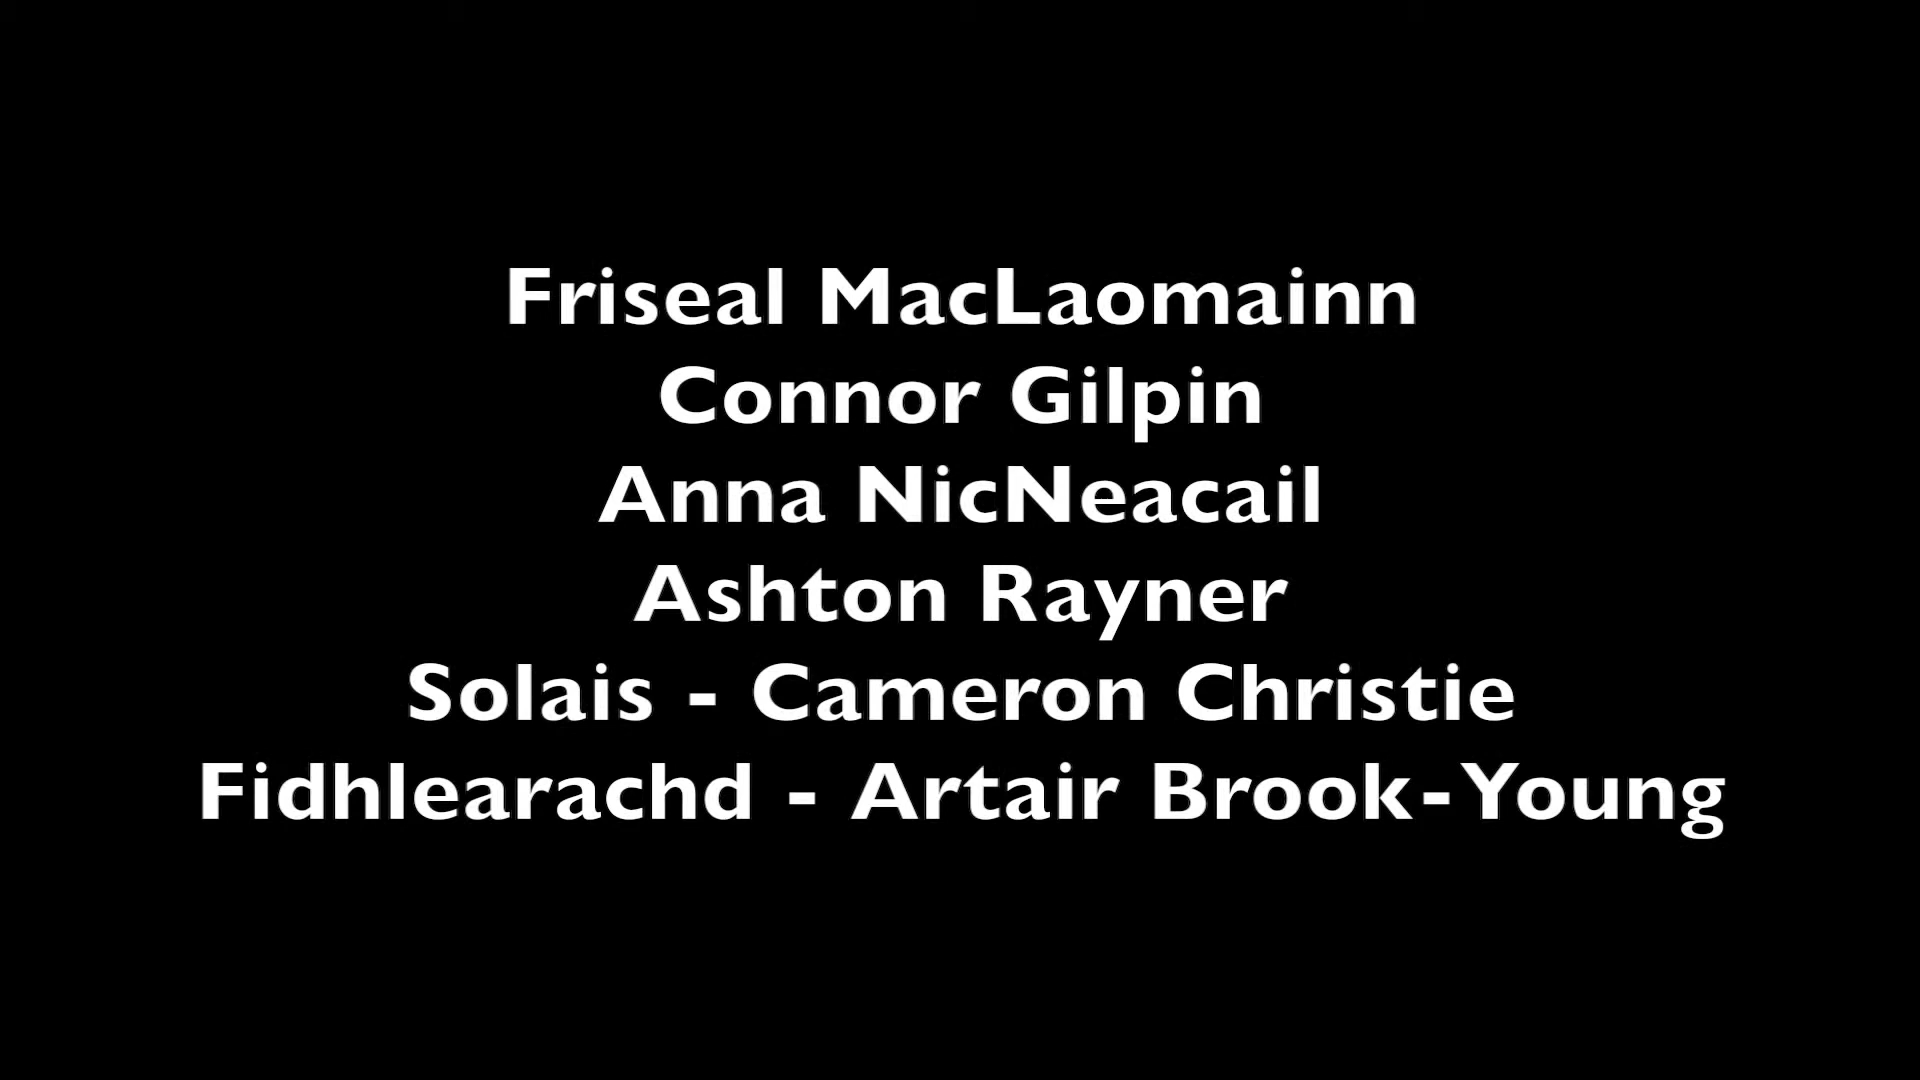 Friseal MacLaomainn
Connor Gilpin
Anna NicNeacail
Ashton Rayner
Solais - Cameron Christie
Fidhlearachd - Artair Brook-Young